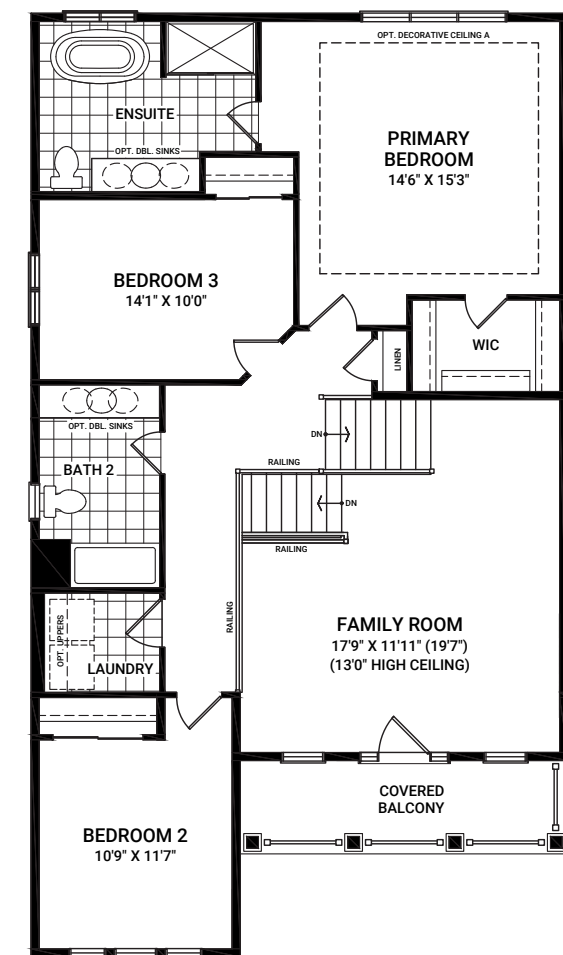 OPT. DECORATIVE CEILING A
ENSUITE
OPT. DBL. SINKS
PRIMARY
BEDROOM
14'6" X 15'3"
BEDROOM 3
14'1" X 10'0"
WIC
LINEN
OPT. DBL. SINKS
BATH 2
DN
RAILING
DN
RAILING
RAILING
OPT. UPPERS
LAUNDRY
FAMILY ROOM
17'9" X 11'11" (19'7")
(13'0" HIGH CEILING)
COVERED
BALCONY
BEDROOM 2
10'9" X 11'7"